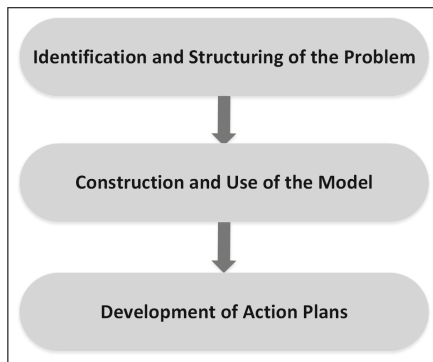 Identification and Structuring of the Problem
Construction and Use of the Model
Development of Action Plans